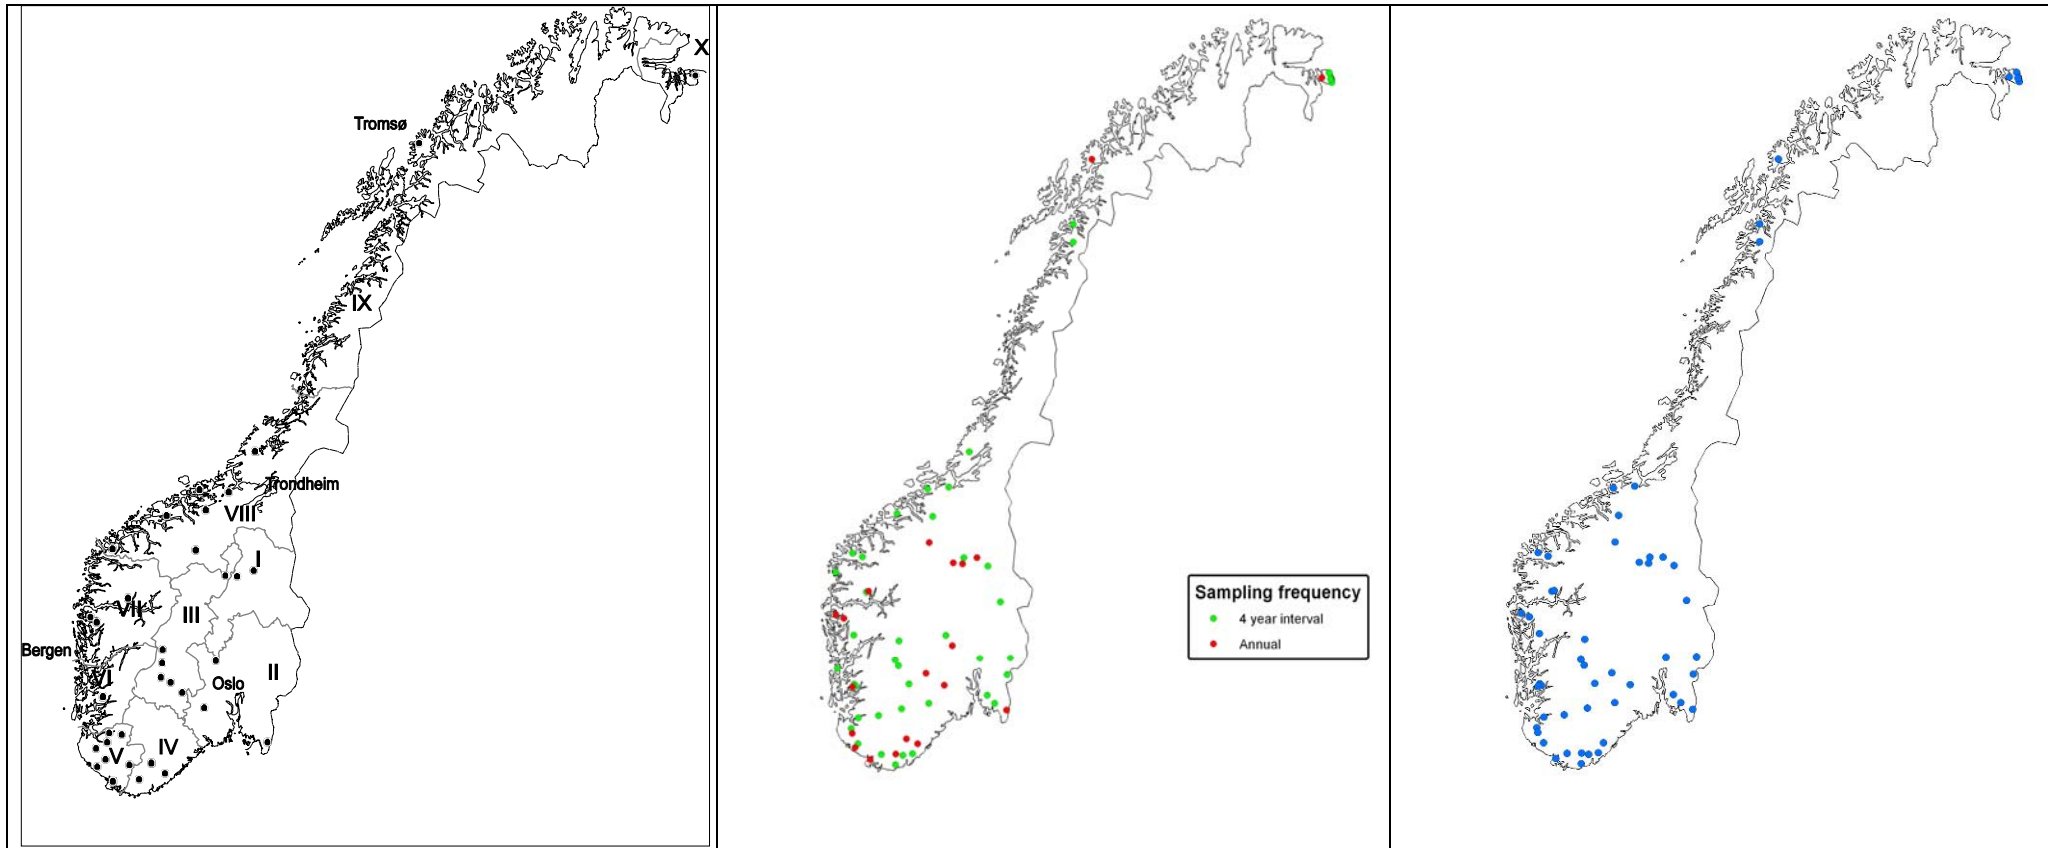 X
Tromsø
IX
Trondheim
VIII
I
VII
III
Bergen
VI
Oslo
II
V
IV
Sampling frequency
4 year interval
Annual